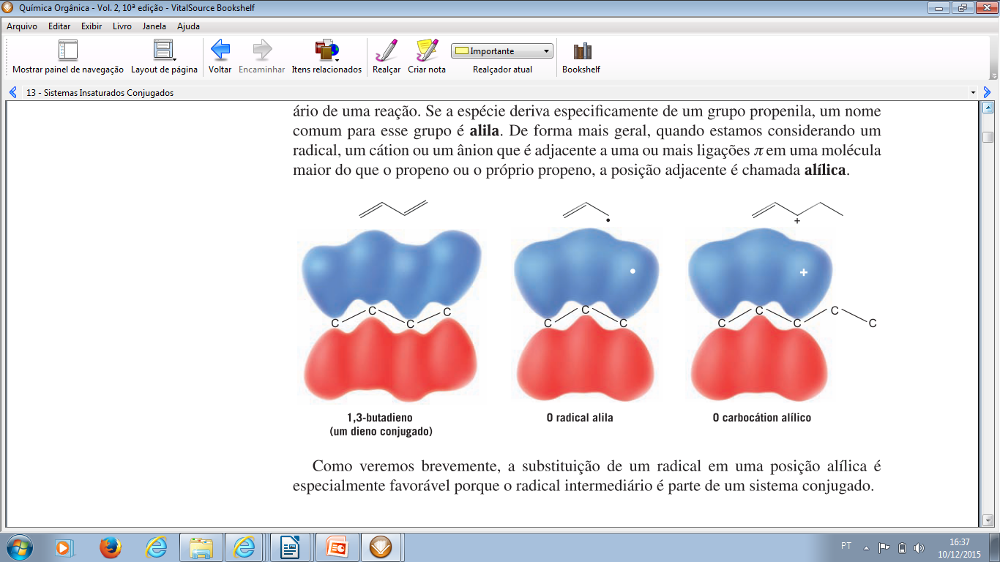 Química Orgânica - Vol. 2, 10ª edição - VitalSource Bookshelf
Arquivo Editar Exibir Livro Janela Ajuda
Mostrar painel de navegação Layout de página Voltar Encaminhar Itens relacionados Realçar Criar nota Importante Realçador atual Bookshelf
13 - Sistemas Insaturados Conjugados
ário de uma reação. Se a espécie deriva especificamente de um grupo propenila, um nome
comum para esse grupo é alila. De forma mais geral, quando estamos considerando um
radical, um cátion ou um ânion que é adjacente a uma ou mais ligações π em uma molécula
maior do que o propeno ou o próprio propeno, a posição adjacente é chamada alílica.
+
+
C C C C
C C C
C C C C C
1,3-butadieno
(um dieno conjugado)
O radical alila
O carbocátion alílico
Como veremos brevemente, a substituição de um radical em uma posição alílica é
especialmente favorável porque o radical intermediário é parte de um sistema conjugado.
PT
16:37
10/12/2015